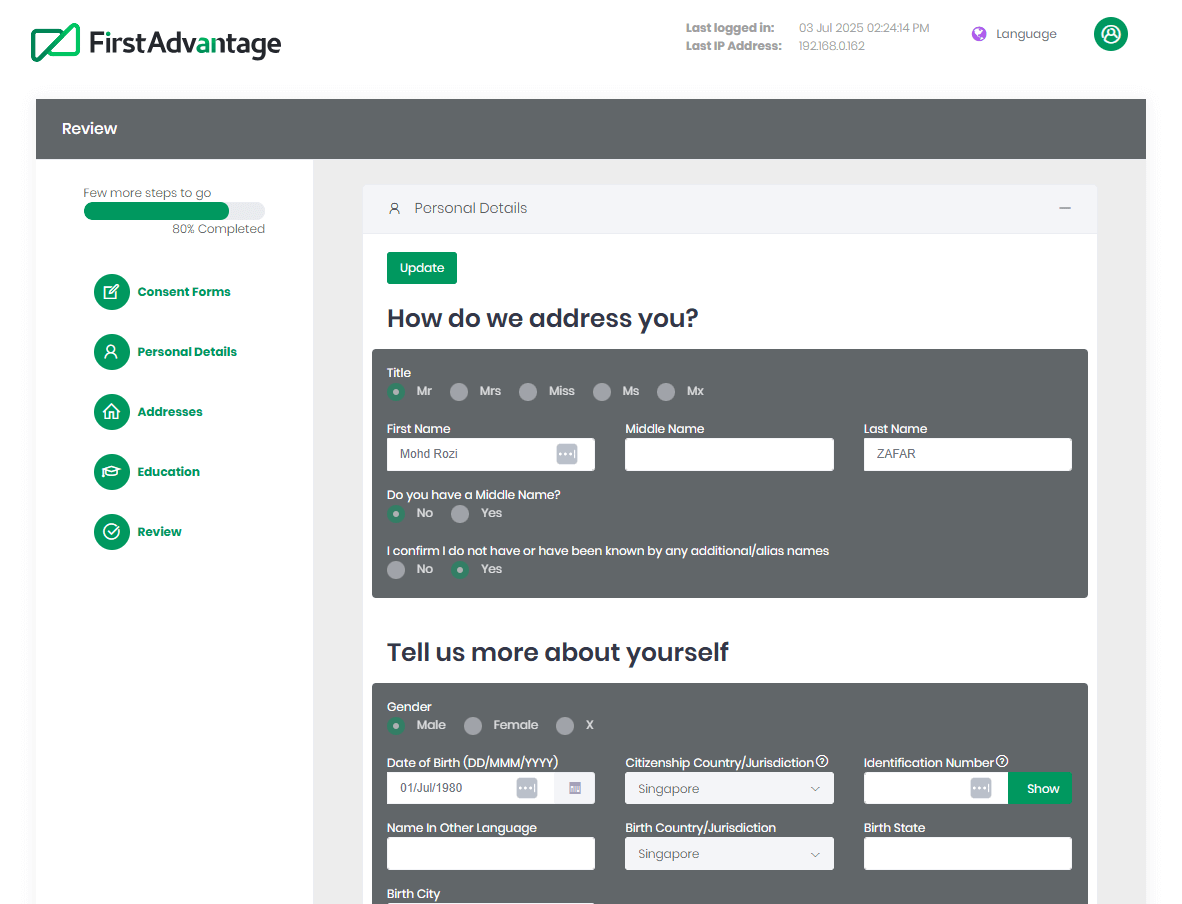 FirstAdvantage
Last logged in: 03 Jul 2025 02:24:14 PM
Last IP Address: 192.168.0.162
Language
Review
Few more steps to go
80% Completed
Consent Forms
Personal Details
Addresses
Education
Review
Personal Details
Update
How do we address you?
Title
Mr Mrs Miss Ms Mx
First Name Middle Name Last Name
Mohd Rozi ZAFAR
Do you have a Middle Name?
No Yes
I confirm I do not have or have been known by any additional/alias names
No Yes
Tell us more about yourself
Gender
Male Female X
Date of Birth (DD/MMM/YYYY) Citizenship Country/Jurisdiction Identification Number
01/Jul/1980 Singapore Show
Name In Other Language Birth Country/Jurisdiction Birth State
Singapore
Birth City